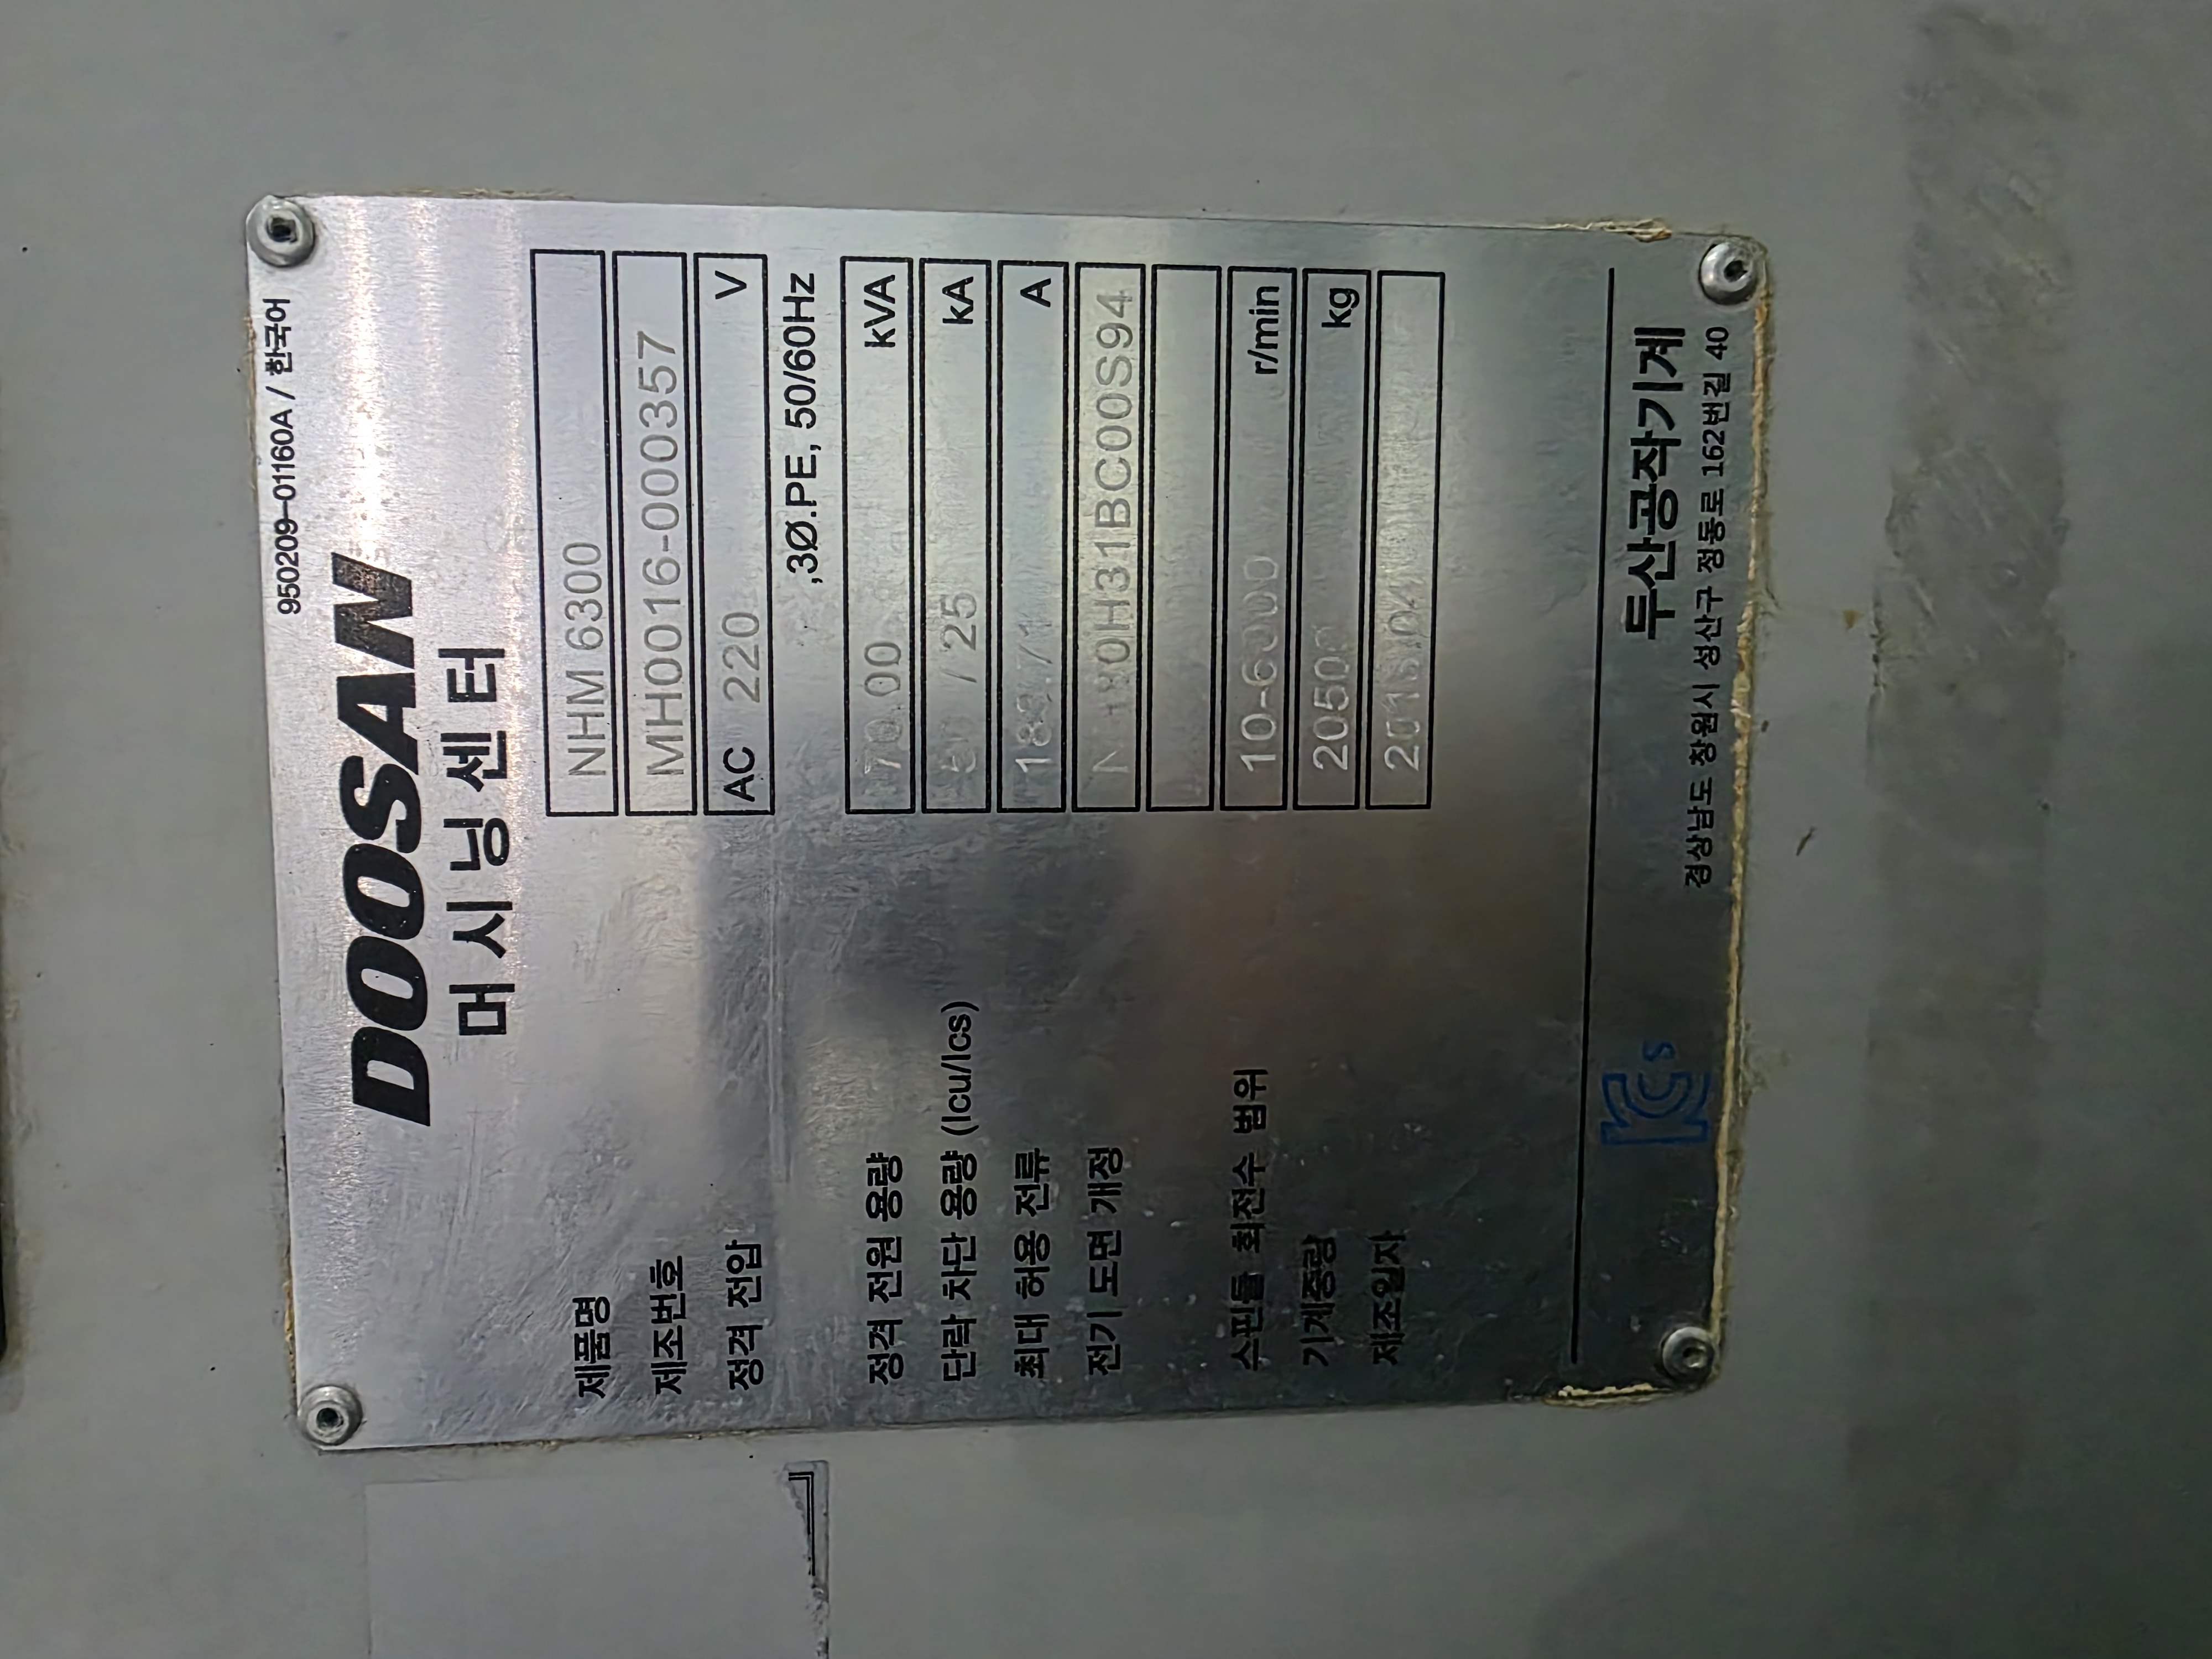 950209-01160A / 한국어
DOOSAN
머시닝센터
제품명 NHM 6300
제조번호 MH0016-000357
정격 전압 AC 220 V
,3Ø.PE, 50/60Hz
정격 전원 용량 70.00 kVA
단락 차단 용량 (Icu/Ics) / 25 kA
최대 허용 전류 A
전기 도면 개정
스핀들 회전수 범위 10-6000 r/min
기계중량 kg
제조일자
KCs
두산공작기계
경상남도 창원시 성산구 정동로 162번길 40